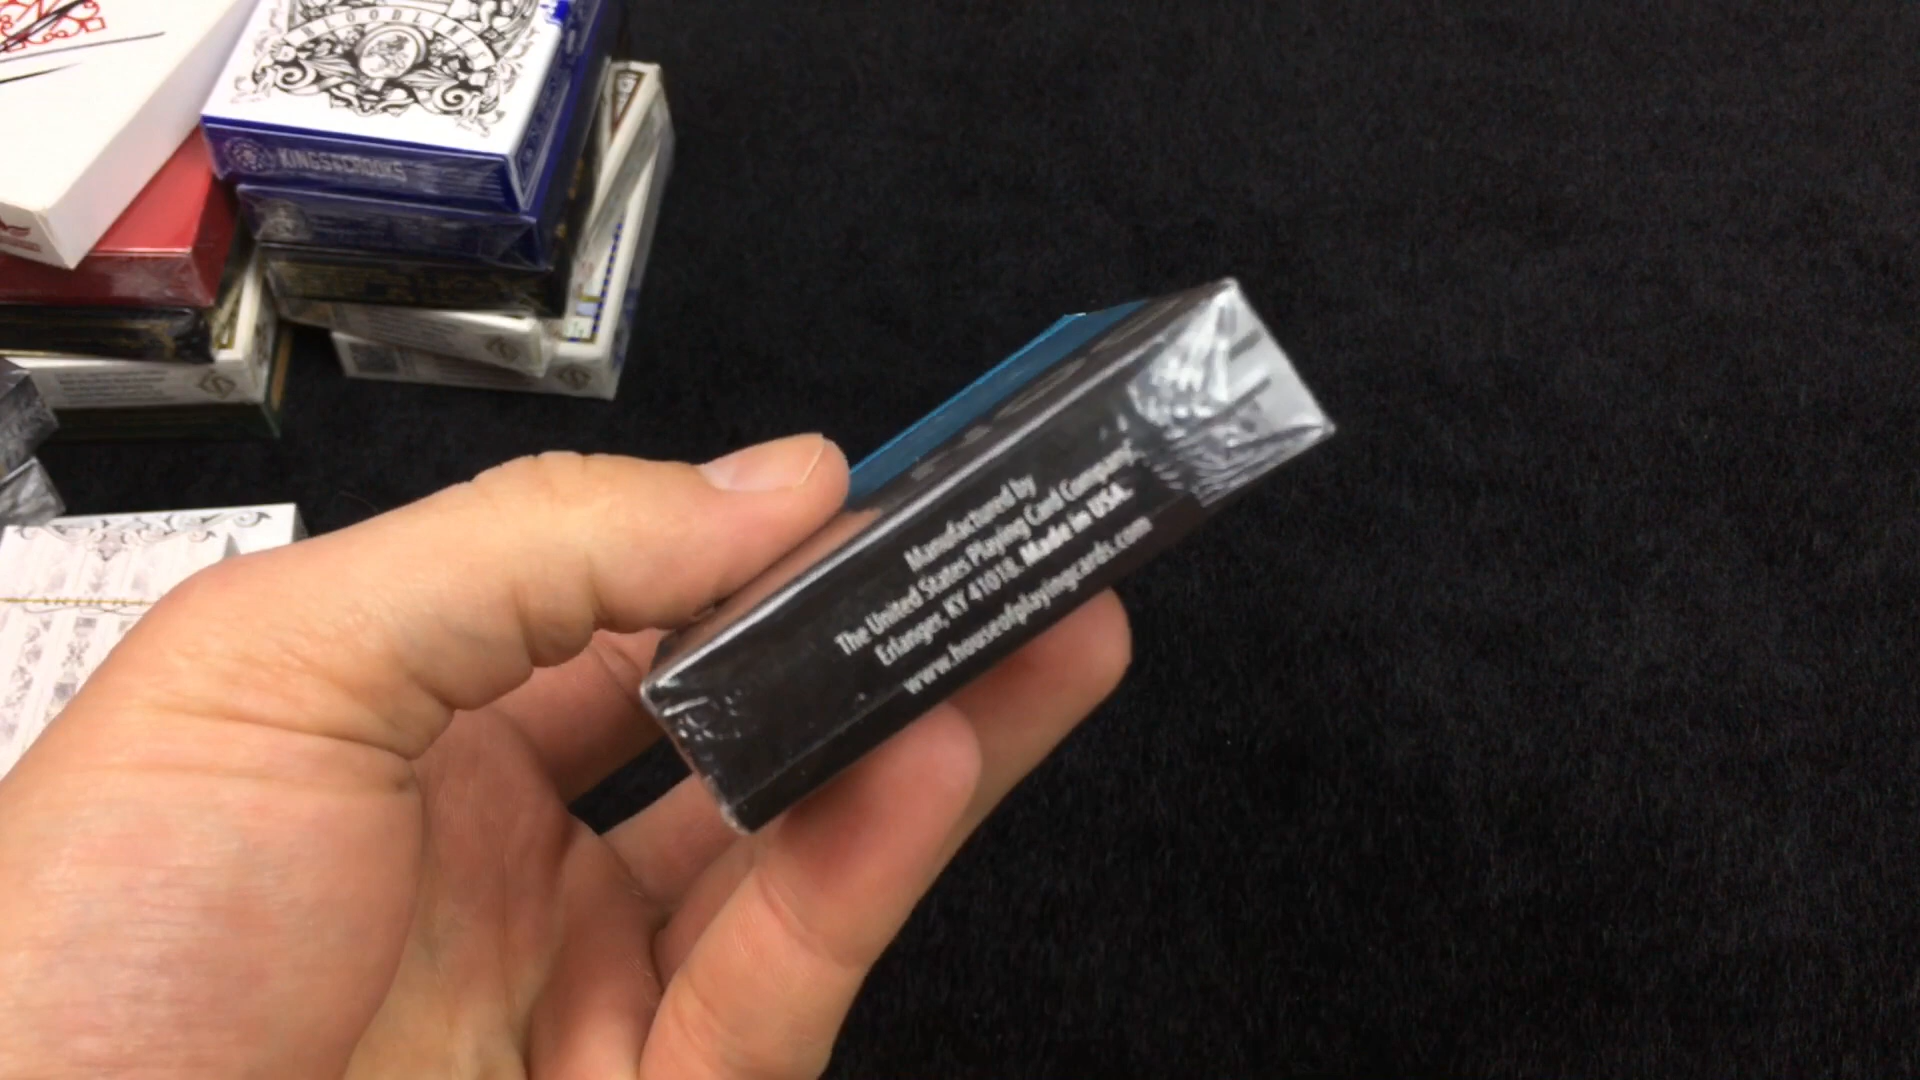 BLOODLINES
KINGS&CROOKS
Manufactured by
The United States Playing Card Company.
Erlanger, KY 41018. Made in USA.
www.houseofplayingcards.com